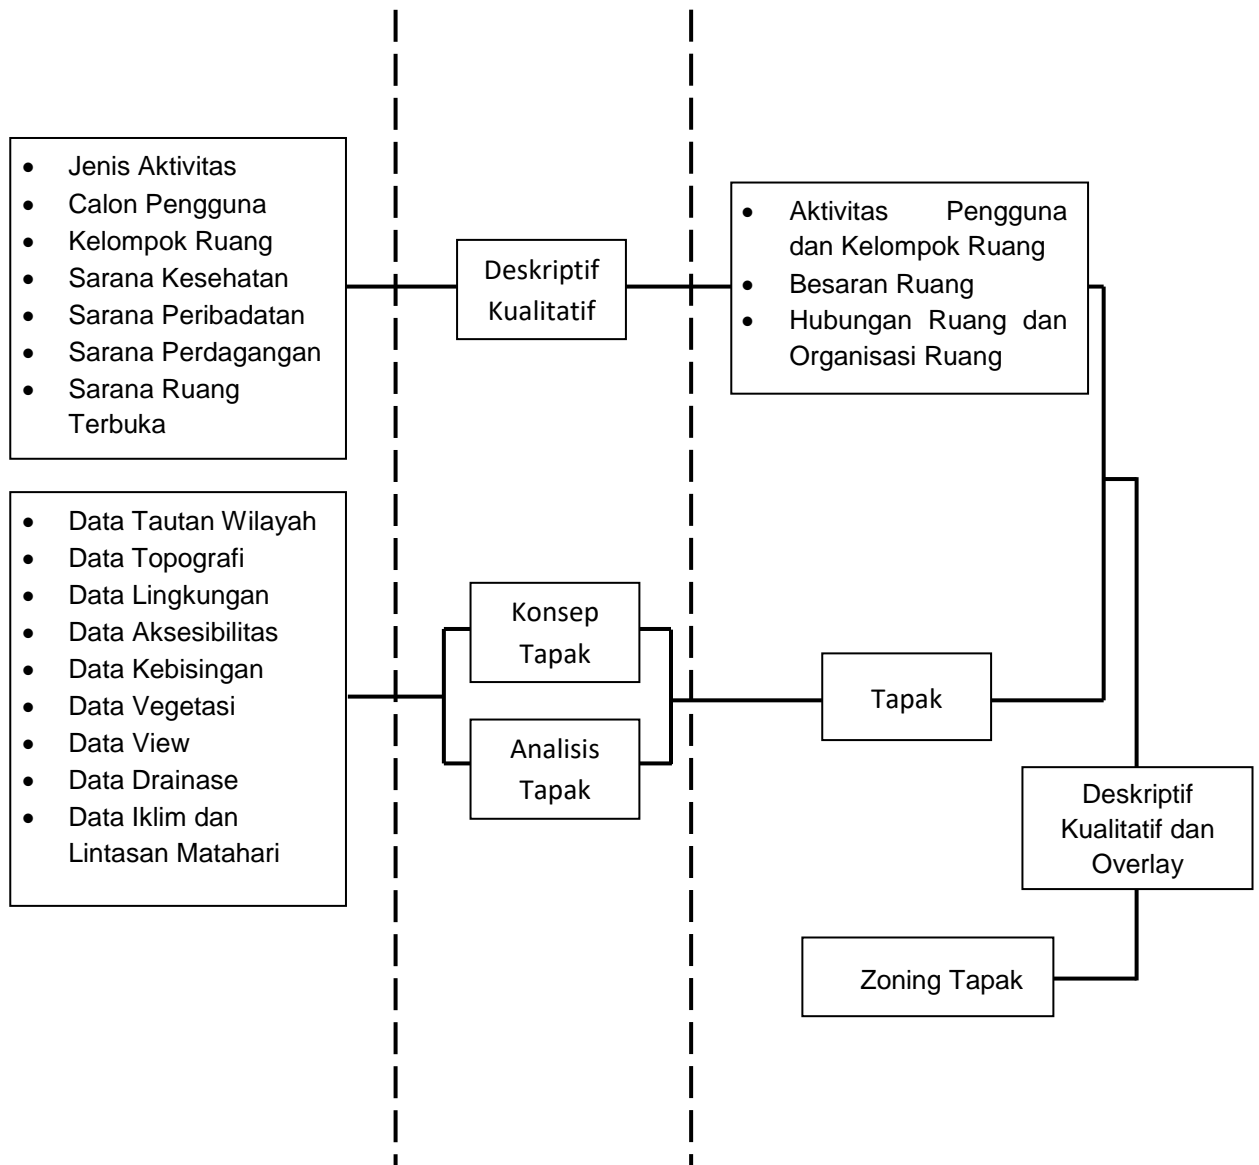 • Jenis Aktivitas
• Calon Pengguna
• Kelompok Ruang
• Sarana Kesehatan
• Sarana Peribadatan
• Sarana Perdagangan
• Sarana Ruang
Terbuka
Deskriptif
Kualitatif
• Aktivitas Pengguna
dan Kelompok Ruang
• Besaran Ruang
• Hubungan Ruang dan
Organisasi Ruang
• Data Tautan Wilayah
• Data Topografi
• Data Lingkungan
• Data Aksesibilitas
• Data Kebisingan
• Data Vegetasi
• Data View
• Data Drainase
• Data Iklim dan
Lintasan Matahari
Konsep
Tapak
Analisis
Tapak
Tapak
Deskriptif
Kualitatif dan
Overlay
Zoning Tapak